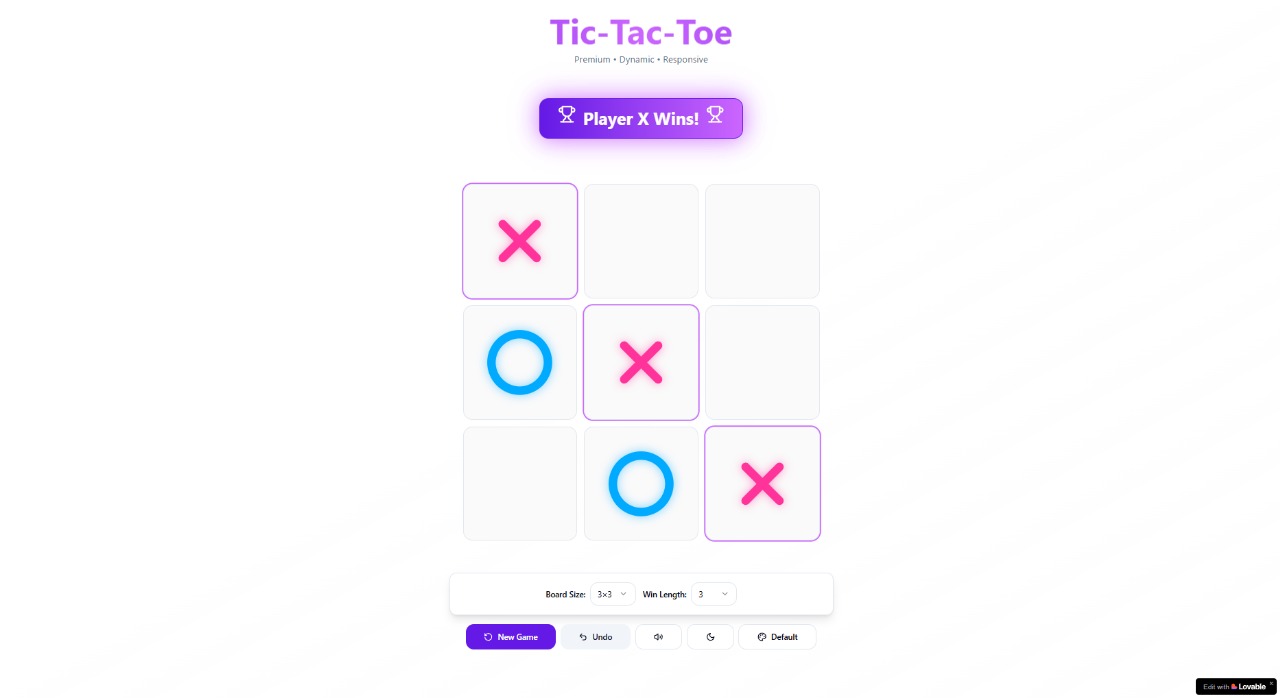 Tic-Tac-Toe
Premium • Dynamic • Responsive
Player X Wins!
Board Size: 3×3 Win Length: 3
New Game Undo Default
Edit with Lovable ×